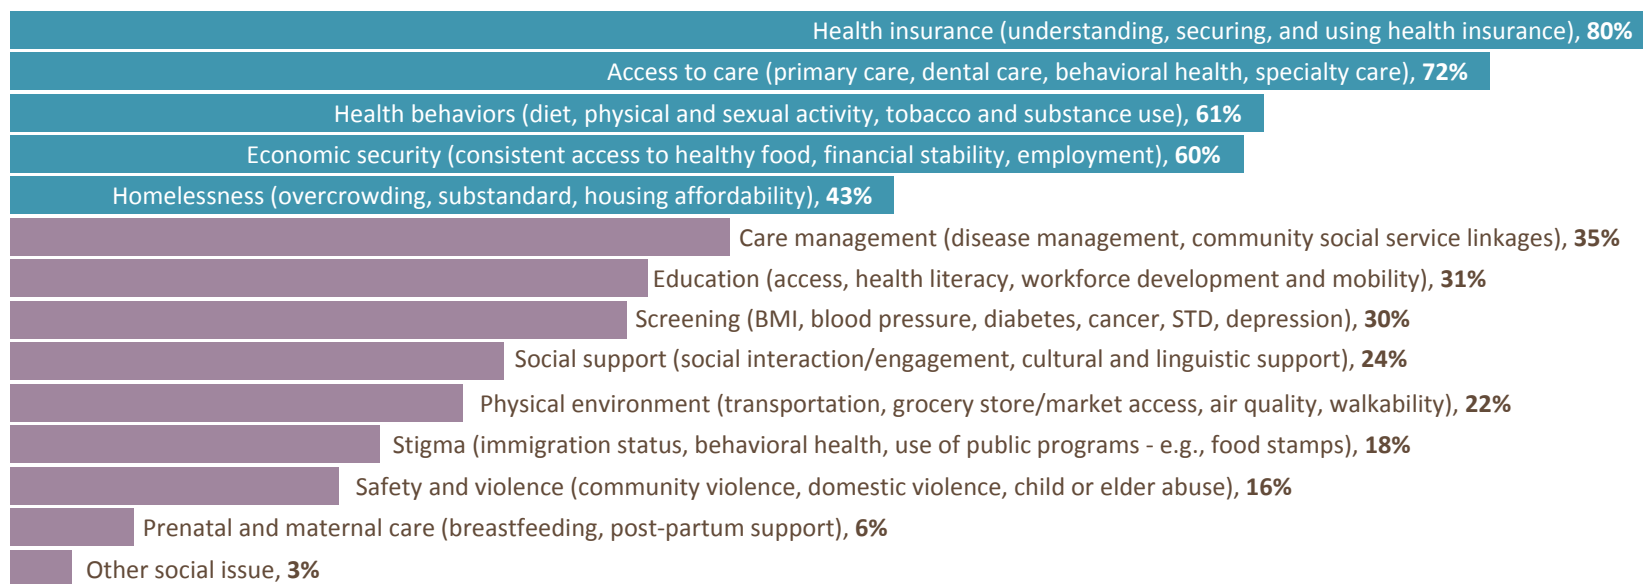 Health insurance (understanding, securing, and using health insurance), 80%
Access to care (primary care, dental care, behavioral health, specialty care), 72%
Health behaviors (diet, physical and sexual activity, tobacco and substance use), 61%
Economic security (consistent access to healthy food, financial stability, employment), 60%
Homelessness (overcrowding, substandard, housing affordability), 43%
Care management (disease management, community social service linkages), 35%
Education (access, health literacy, workforce development and mobility), 31%
Screening (BMI, blood pressure, diabetes, cancer, STD, depression), 30%
Social support (social interaction/engagement, cultural and linguistic support), 24%
Physical environment (transportation, grocery store/market access, air quality, walkability), 22%
Stigma (immigration status, behavioral health, use of public programs - e.g., food stamps), 18%
Safety and violence (community violence, domestic violence, child or elder abuse), 16%
Prenatal and maternal care (breastfeeding, post-partum support), 6%
Other social issue, 3%